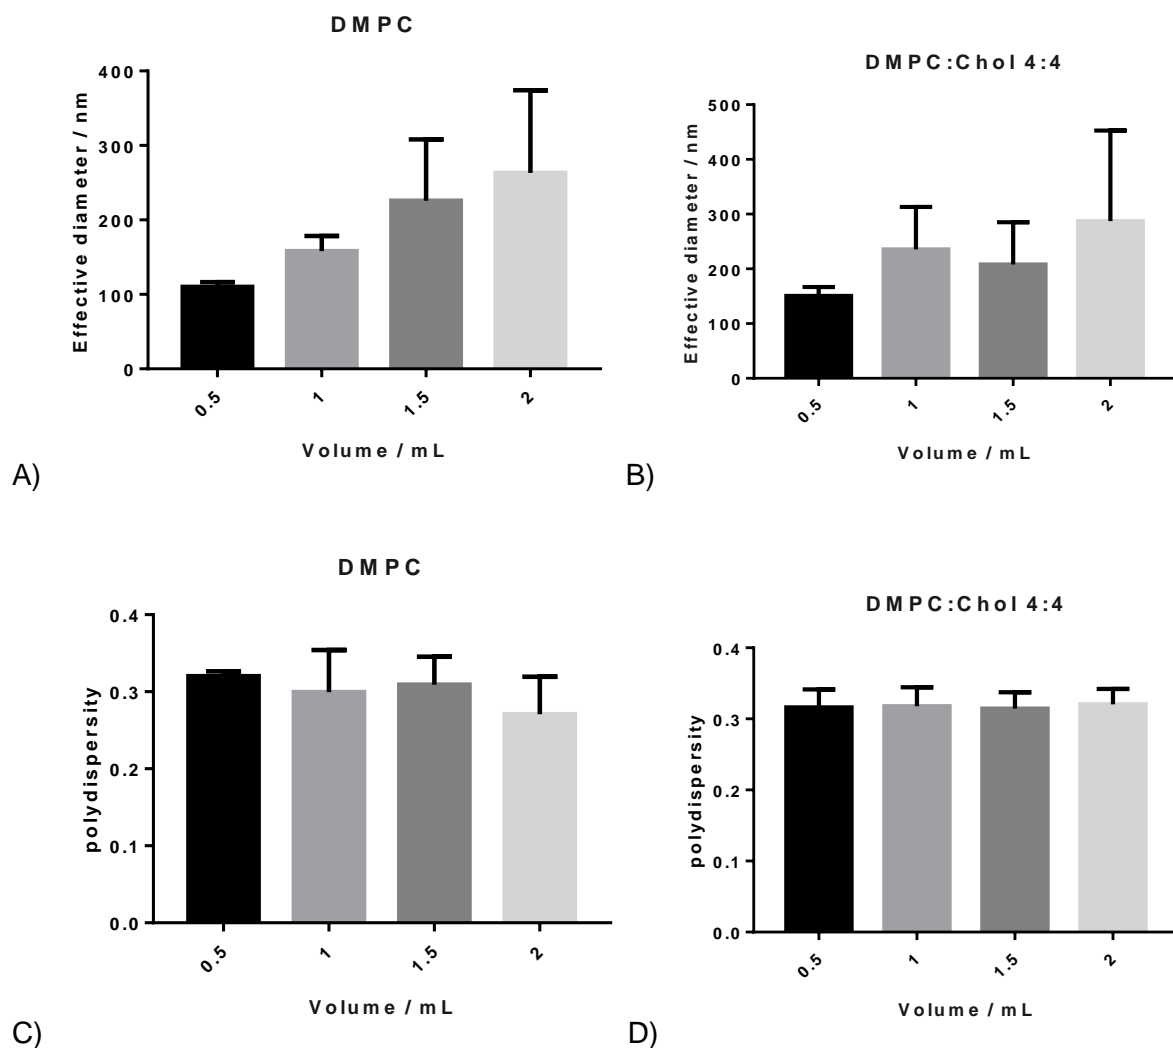 DMPC
Effective diameter / nm
400
300
200
100
0
0.5
1
1.5
2
Volume / mL
A)
DMPC:Chol 4:4
Effective diameter / nm
500
400
300
200
100
0
0.5
1
1.5
2
Volume / mL
B)
DMPC
polydispersity
0.4
0.3
0.2
0.1
0.0
0.5
1
1.5
2
Volume / mL
C)
DMPC:Chol 4:4
polydispersity
0.4
0.3
0.2
0.1
0.0
0.5
1
1.5
2
Volume / mL
D)